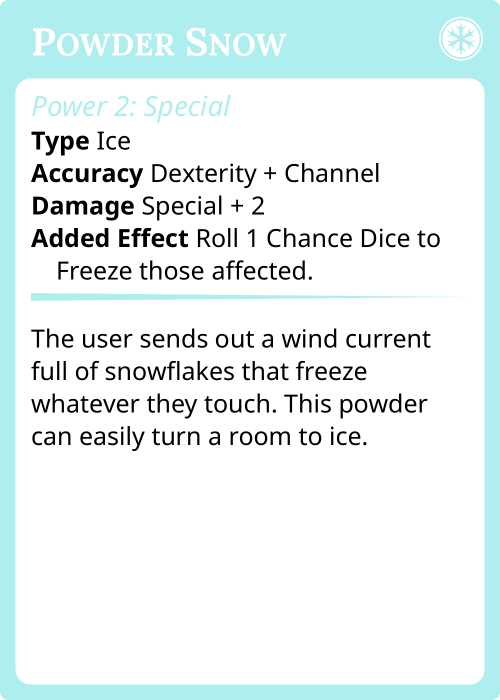 Powder Snow
Power 2: Special
Type Ice
Accuracy Dexterity + Channel
Damage Special + 2
Added Effect Roll 1 Chance Dice to
Freeze those affected.
The user sends out a wind current
full of snowflakes that freeze
whatever they touch. This powder
can easily turn a room to ice.